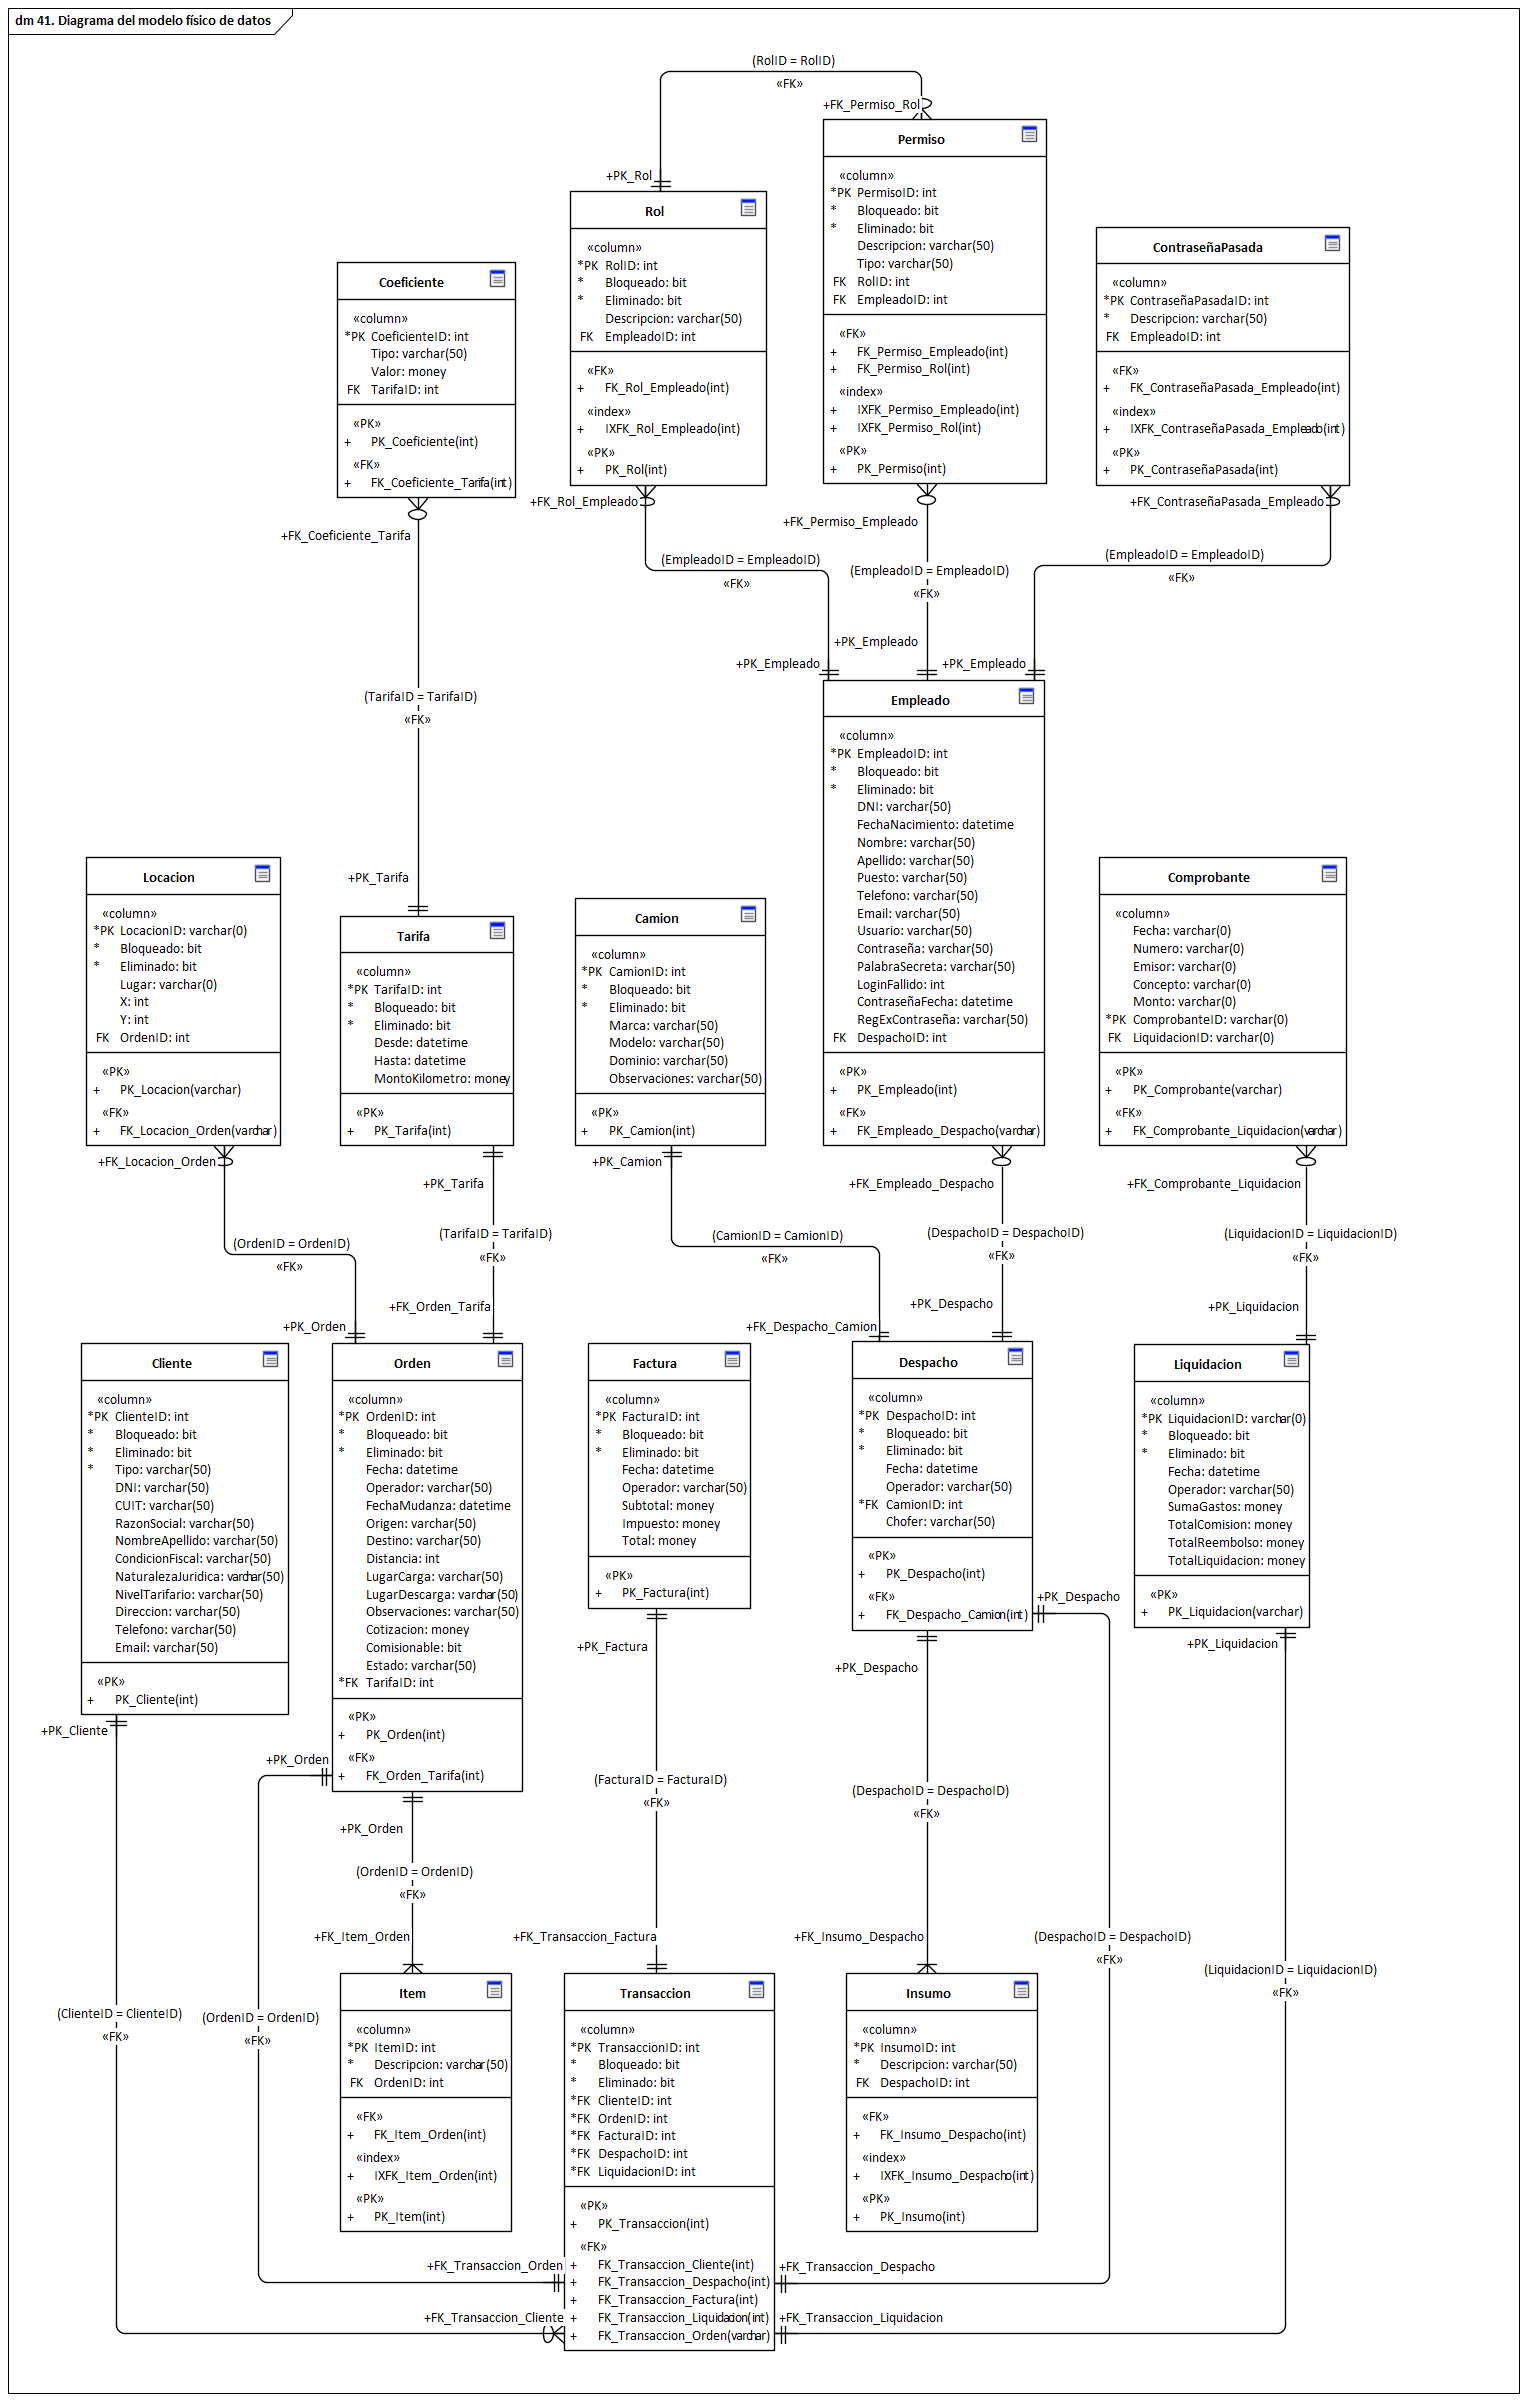 dm 41. Diagrama del modelo físico de datos
(RolID = RolID)
«FK»
+FK_Permiso_Rol
+PK_Rol
Permiso
«column»
*PK PermisoID: int
* Bloqueado: bit
* Eliminado: bit
Descripcion: varchar(50)
Tipo: varchar(50)
FK RolID: int
FK EmpleadoID: int
«FK»
+ FK_Permiso_Empleado(int)
+ FK_Permiso_Rol(int)
«index»
+ IXFK_Permiso_Empleado(int)
+ IXFK_Permiso_Rol(int)
«PK»
+ PK_Permiso(int)
Rol
«column»
*PK RolID: int
* Bloqueado: bit
* Eliminado: bit
Descripcion: varchar(50)
FK EmpleadoID: int
«FK»
+ FK_Rol_Empleado(int)
«index»
+ IXFK_Rol_Empleado(int)
«PK»
+ PK_Rol(int)
ContraseñaPasada
«column»
*PK ContraseñaPasadaID: int
* Descripcion: varchar(50)
FK EmpleadoID: int
«FK»
+ FK_ContraseñaPasada_Empleado(int)
«index»
+ IXFK_ContraseñaPasada_Empleado(int)
«PK»
+ PK_ContraseñaPasada(int)
Coeficiente
«column»
*PK CoeficienteID: int
Tipo: varchar(50)
Valor: money
FK TarifaID: int
«PK»
+ PK_Coeficiente(int)
«FK»
+ FK_Coeficiente_Tarifa(int)
+FK_Coeficiente_Tarifa
+FK_Rol_Empleado
+FK_Permiso_Empleado
+FK_ContraseñaPasada_Empleado
(EmpleadoID = EmpleadoID)
«FK»
(EmpleadoID = EmpleadoID)
«FK»
(EmpleadoID = EmpleadoID)
«FK»
+PK_Empleado
+PK_Empleado
+PK_Empleado
(TarifaID = TarifaID)
«FK»
+PK_Tarifa
Empleado
«column»
*PK EmpleadoID: int
* Bloqueado: bit
* Eliminado: bit
DNI: varchar(50)
FechaNacimiento: datetime
Nombre: varchar(50)
Apellido: varchar(50)
Puesto: varchar(50)
Telefono: varchar(50)
Email: varchar(50)
Usuario: varchar(50)
Contraseña: varchar(50)
PalabraSecreta: varchar(50)
LoginFallido: int
ContraseñaFecha: datetime
RegExContraseña: varchar(50)
FK DespachoID: int
«PK»
+ PK_Empleado(int)
«FK»
+ FK_Empleado_Despacho(varchar)
Locacion
«column»
*PK LocacionID: varchar(0)
* Bloqueado: bit
* Eliminado: bit
Lugar: varchar(0)
X: int
Y: int
FK OrdenID: int
«PK»
+ PK_Locacion(varchar)
«FK»
+ FK_Locacion_Orden(varchar)
Tarifa
«column»
*PK TarifaID: int
* Bloqueado: bit
* Eliminado: bit
Desde: datetime
Hasta: datetime
MontoKilometro: money
«PK»
+ PK_Tarifa(int)
Camion
«column»
*PK CamionID: int
* Bloqueado: bit
* Eliminado: bit
Marca: varchar(50)
Modelo: varchar(50)
Dominio: varchar(50)
Observaciones: varchar(50)
«PK»
+ PK_Camion(int)
Comprobante
«column»
Fecha: varchar(0)
Numero: varchar(0)
Emisor: varchar(0)
Concepto: varchar(0)
Monto: varchar(0)
*PK ComprobanteID: varchar(0)
FK LiquidacionID: varchar(0)
«PK»
+ PK_Comprobante(varchar)
«FK»
+ FK_Comprobante_Liquidacion(varchar)
+FK_Locacion_Orden
(OrdenID = OrdenID)
«FK»
+PK_Orden
+PK_Tarifa
(TarifaID = TarifaID)
«FK»
+FK_Orden_Tarifa
+PK_Camion
(CamionID = CamionID)
«FK»
+FK_Despacho_Camion
+FK_Empleado_Despacho
(DespachoID = DespachoID)
«FK»
+PK_Despacho
+FK_Comprobante_Liquidacion
(LiquidacionID = LiquidacionID)
«FK»
+PK_Liquidacion
Cliente
«column»
*PK ClienteID: int
* Bloqueado: bit
* Eliminado: bit
* Tipo: varchar(50)
DNI: varchar(50)
CUIT: varchar(50)
RazonSocial: varchar(50)
NombreApellido: varchar(50)
CondicionFiscal: varchar(50)
NaturalezaJuridica: varchar(50)
NivelTarifario: varchar(50)
Direccion: varchar(50)
Telefono: varchar(50)
Email: varchar(50)
«PK»
+ PK_Cliente(int)
Orden
«column»
*PK OrdenID: int
* Bloqueado: bit
* Eliminado: bit
Fecha: datetime
Operador: varchar(50)
FechaMudanza: datetime
Origen: varchar(50)
Destino: varchar(50)
Distancia: int
LugarCarga: varchar(50)
LugarDescarga: varchar(50)
Observaciones: varchar(50)
Cotizacion: money
Comisionable: bit
Estado: varchar(50)
*FK TarifaID: int
«PK»
+ PK_Orden(int)
«FK»
+ FK_Orden_Tarifa(int)
Factura
«column»
*PK FacturaID: int
* Bloqueado: bit
* Eliminado: bit
Fecha: datetime
Operador: varchar(50)
Subtotal: money
Impuesto: money
Total: money
«PK»
+ PK_Factura(int)
Despacho
«column»
*PK DespachoID: int
* Bloqueado: bit
* Eliminado: bit
Fecha: datetime
Operador: varchar(50)
*FK CamionID: int
Chofer: varchar(50)
«PK»
+ PK_Despacho(int)
«FK»
+ FK_Despacho_Camion(int)
Liquidacion
«column»
*PK LiquidacionID: varchar(0)
* Bloqueado: bit
* Eliminado: bit
Fecha: datetime
Operador: varchar(50)
SumaGastos: money
TotalComision: money
TotalReembolso: money
TotalLiquidacion: money
«PK»
+ PK_Liquidacion(varchar)
+PK_Cliente
+PK_Orden
+PK_Orden
+PK_Factura
+PK_Despacho
+PK_Despacho
+PK_Liquidacion
(FacturaID = FacturaID)
«FK»
(DespachoID = DespachoID)
«FK»
(OrdenID = OrdenID)
«FK»
+FK_Item_Orden
+FK_Transaccion_Factura
+FK_Insumo_Despacho
(DespachoID = DespachoID)
«FK»
(LiquidacionID = LiquidacionID)
«FK»
(ClienteID = ClienteID)
«FK»
(OrdenID = OrdenID)
«FK»
Item
«column»
*PK ItemID: int
* Descripcion: varchar(50)
FK OrdenID: int
«FK»
+ FK_Item_Orden(int)
«index»
+ IXFK_Item_Orden(int)
«PK»
+ PK_Item(int)
Transaccion
«column»
*PK TransaccionID: int
* Bloqueado: bit
* Eliminado: bit
*FK ClienteID: int
*FK OrdenID: int
*FK FacturaID: int
*FK DespachoID: int
*FK LiquidacionID: int
«PK»
+ PK_Transaccion(int)
«FK»
+ FK_Transaccion_Cliente(int)
+ FK_Transaccion_Despacho(int)
+ FK_Transaccion_Factura(int)
+ FK_Transaccion_Liquidacion(int)
+ FK_Transaccion_Orden(varchar)
Insumo
«column»
*PK InsumoID: int
* Descripcion: varchar(50)
FK DespachoID: int
«FK»
+ FK_Insumo_Despacho(int)
«index»
+ IXFK_Insumo_Despacho(int)
«PK»
+ PK_Insumo(int)
+FK_Transaccion_Orden
+FK_Transaccion_Despacho
+FK_Transaccion_Cliente
+FK_Transaccion_Liquidacion